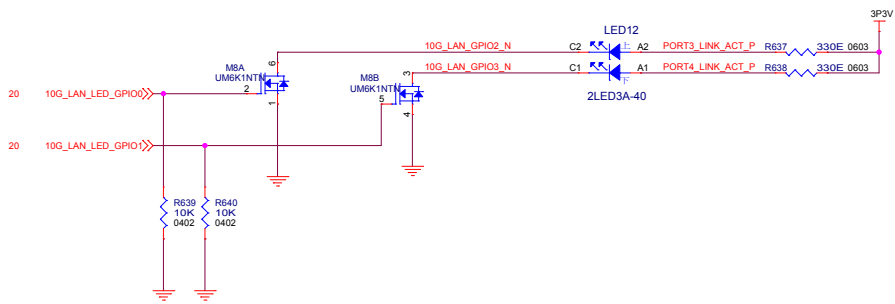 3P3V
LED12
10G_LAN_GPIO2_N
C2
上
A2
PORT3_LINK_ACT_P
R637
330E
0603
M8A
UM6K1NTN
6
2
1
10G_LAN_GPIO3_N
C1
下
A1
PORT4_LINK_ACT_P
R638
330E
0603
2LED3A-40
M8B
UM6K1NTN
3
5
4
20
10G_LAN_LED_GPIO0
20
10G_LAN_LED_GPIO1
R639
10K
0402
R640
10K
0402